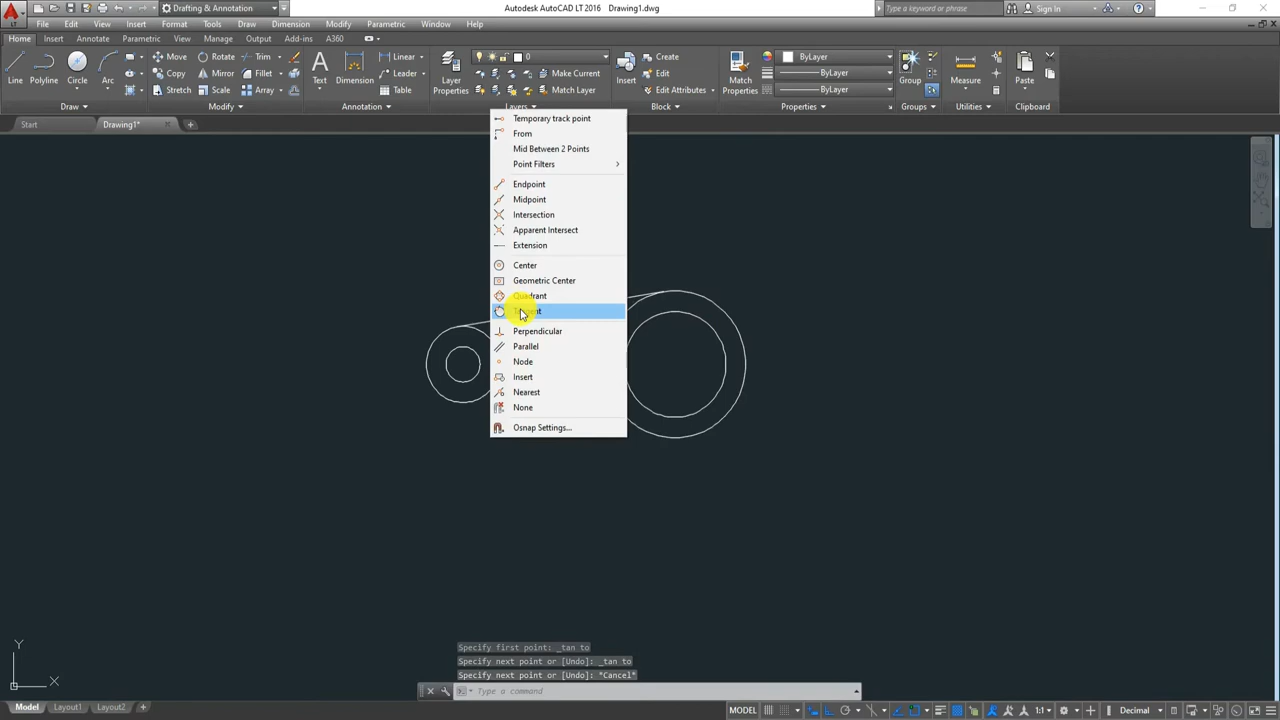 Autodesk AutoCAD LT 2016 Drawing1.dwg
Drafting & Annotation
Type a keyword or phrase
Sign In
LT
File Edit View Insert Format Tools Draw Dimension Modify Parametric Window Help
Home Insert Annotate Parametric View Manage Output Add-ins A360
Line Polyline Circle Arc
Move Rotate Trim
Copy Mirror Fillet
Stretch Scale Array
Text Dimension
Linear
Leader
Table
Layer Properties
0
Make Current
Match Layer
Insert
Create
Edit
Edit Attributes
Match Properties
ByLayer
ByLayer
ByLayer
Group Measure Paste
Draw Modify Annotation Layers Block Properties Groups Utilities Clipboard
Start Drawing1*
Temporary track point
From
Mid Between 2 Points
Point Filters
Endpoint
Midpoint
Intersection
Apparent Intersect
Extension
Center
Geometric Center
Quadrant
Tangent
Perpendicular
Parallel
Node
Insert
Nearest
None
Osnap Settings...
Y
X
Specify first point: _tan to
Specify next point or [Undo]: _tan to
Specify next point or [Undo]: *Cancel*
Type a command
Model Layout1 Layout2
MODEL 1:1 Decimal